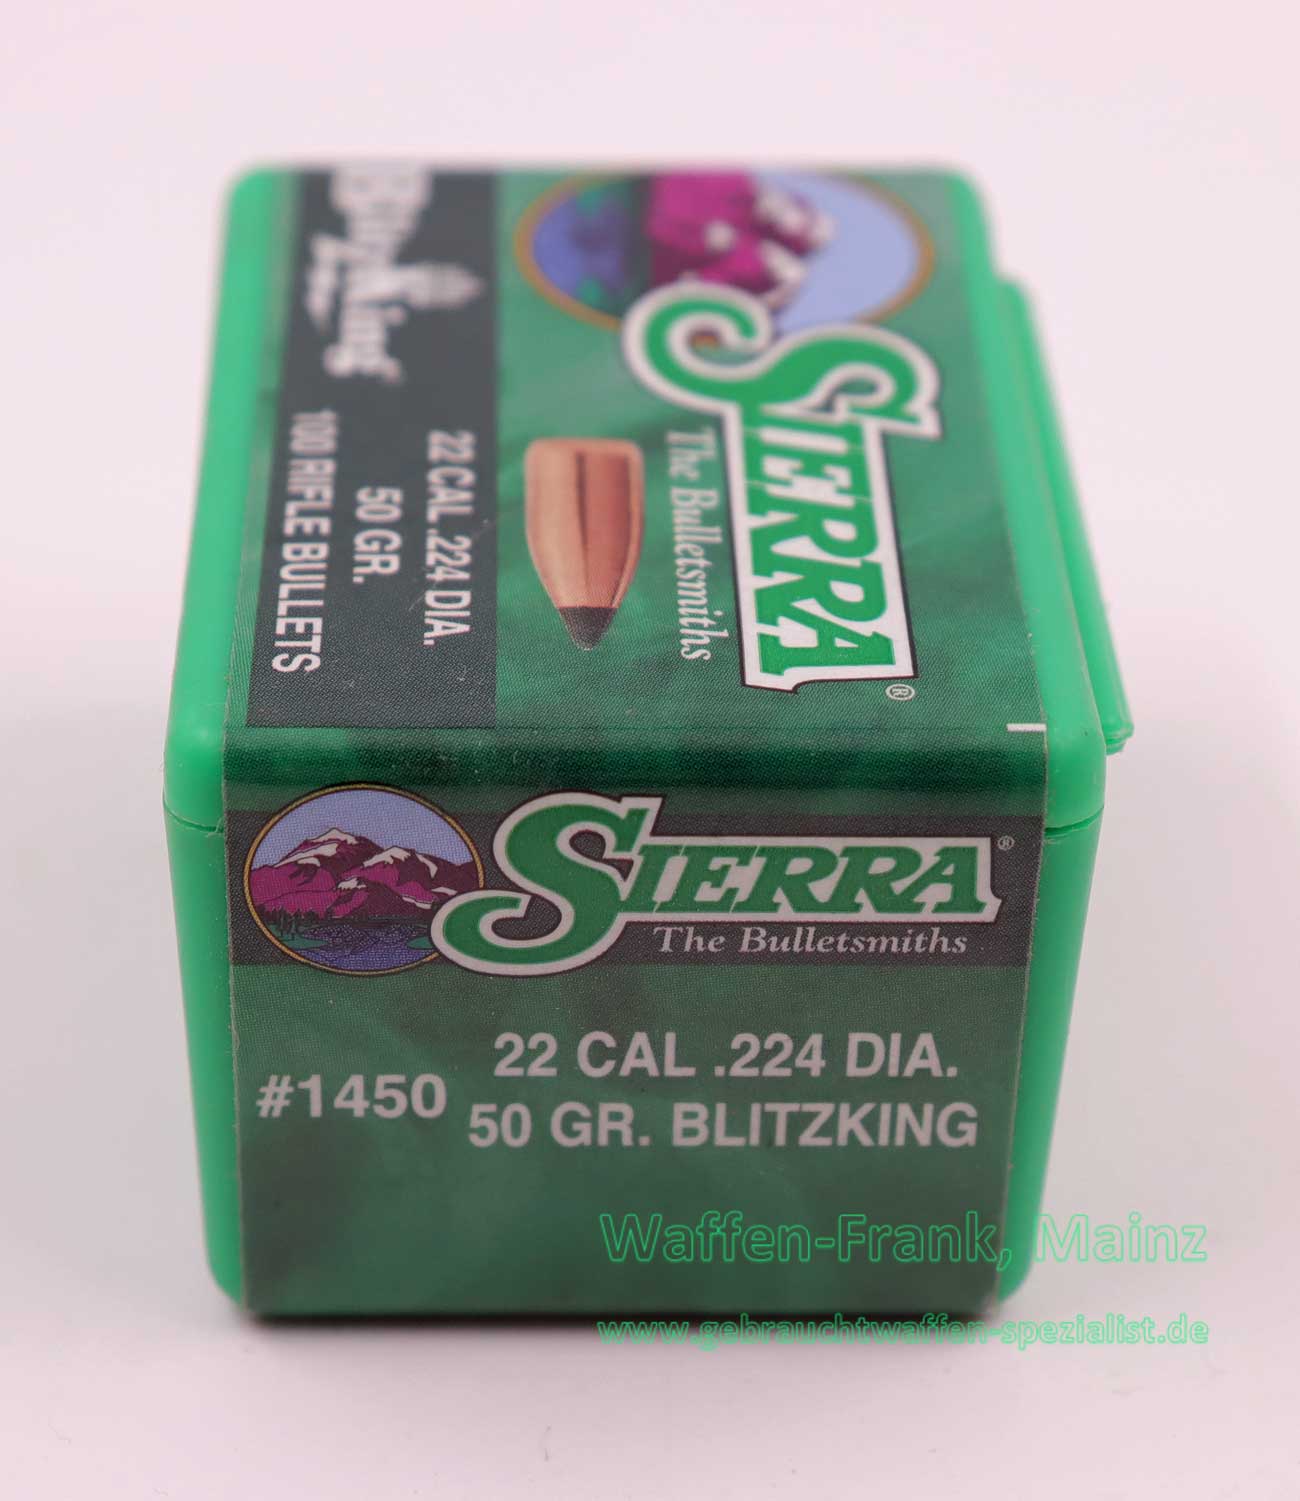 BlitzKing
22 CAL .224 DIA.
50 GR.
100 RIFLE BULLETS
SIERRA®
The Bulletsmiths
SIERRA®
The Bulletsmiths
#1450
22 CAL .224 DIA.
50 GR. BLITZKING
Waffen-Frank, Mainz
www.gebrauchtwaffen-spezialist.de